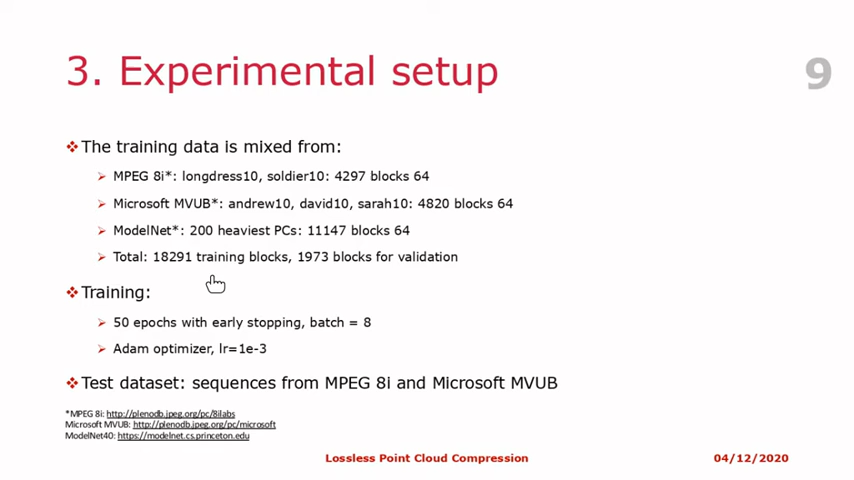 3. Experimental setup
9
The training data is mixed from:
MPEG 8i*: longdress10, soldier10: 4297 blocks 64
Microsoft MVUB*: andrew10, david10, sarah10: 4820 blocks 64
ModelNet*: 200 heaviest PCs: 11147 blocks 64
Total: 18291 training blocks, 1973 blocks for validation
Training:
50 epochs with early stopping, batch = 8
Adam optimizer, lr=1e-3
Test dataset: sequences from MPEG 8i and Microsoft MVUB
*MPEG 8i: http://plenodb.jpeg.org/pc/8ilabs
Microsoft MVUB: http://plenodb.jpeg.org/pc/microsoft
ModelNet40: https://modelnet.cs.princeton.edu
Lossless Point Cloud Compression
04/12/2020